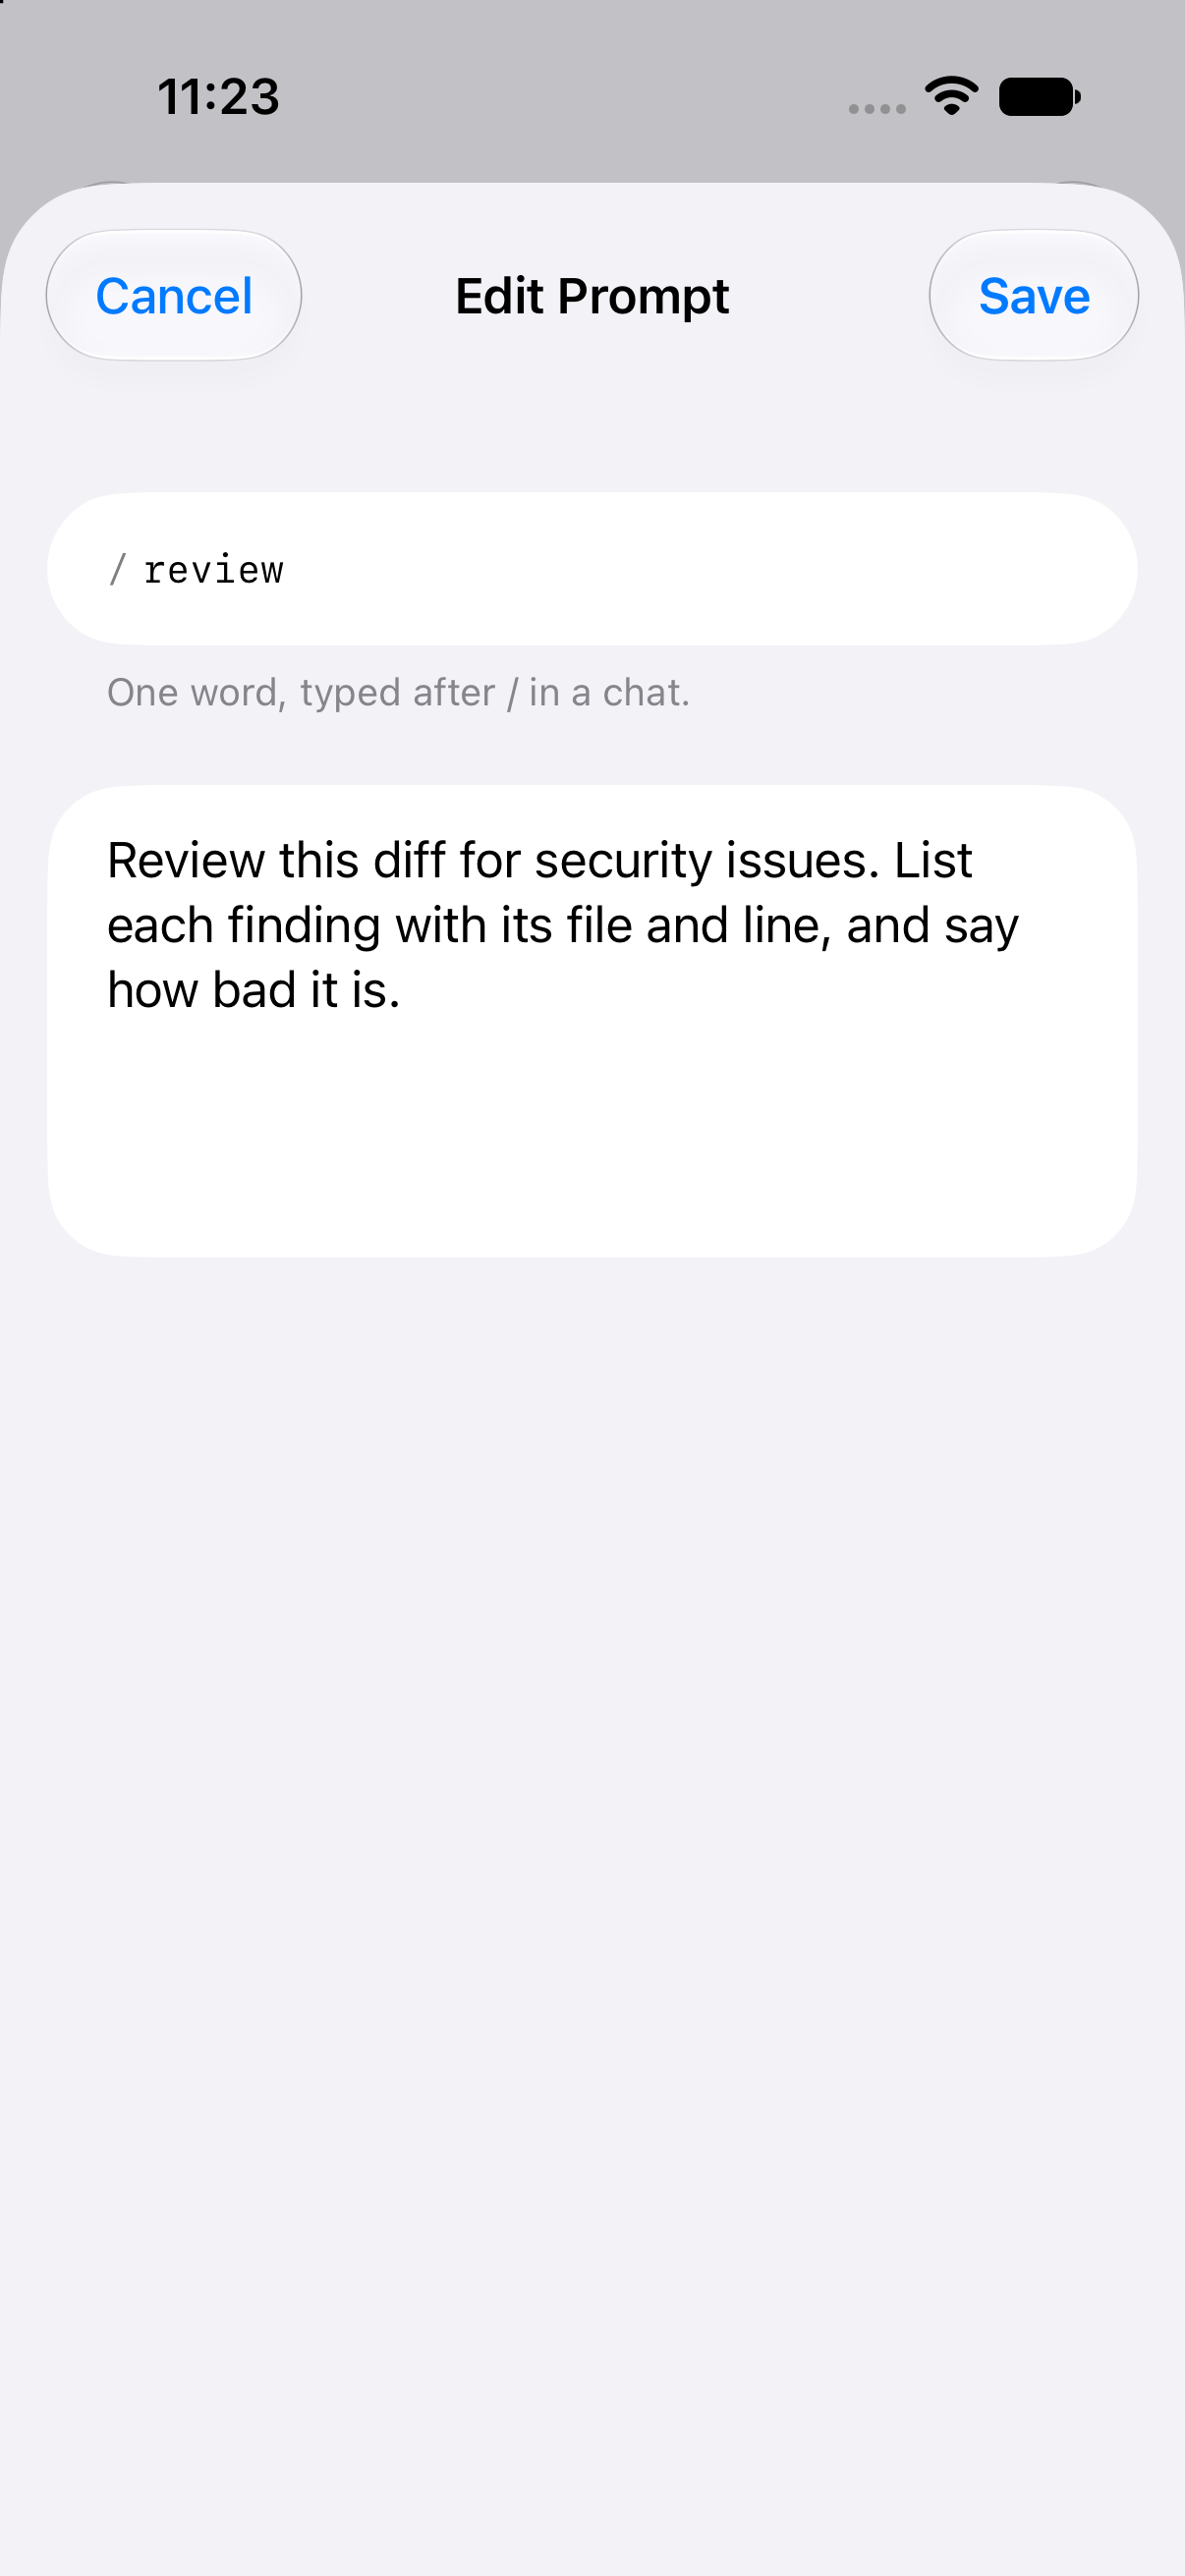 11:23
Cancel
Edit Prompt
Save
/ review
One word, typed after / in a chat.
Review this diff for security issues. List
each finding with its file and line, and say
how bad it is.